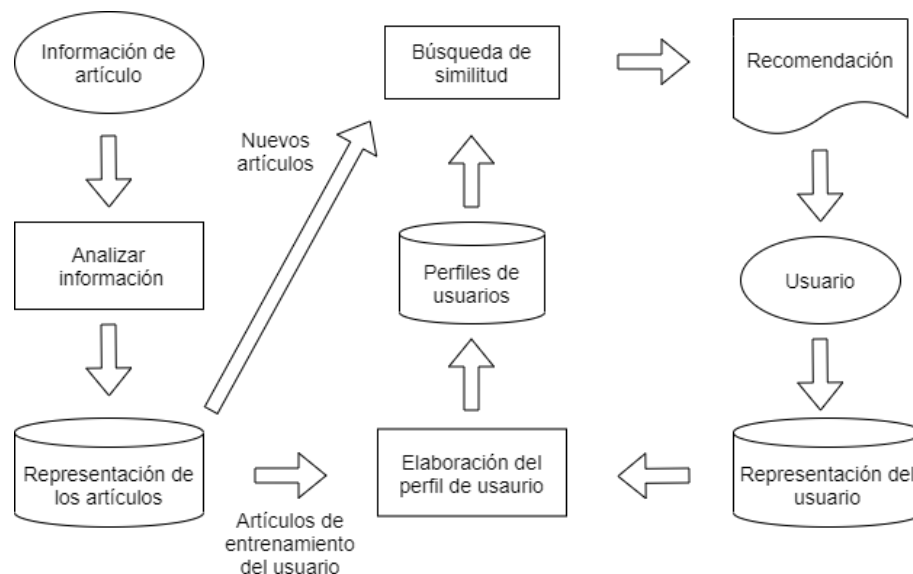 Información de
artículo
Búsqueda de
similitud
Recomendación
Nuevos
artículos
Analizar
información
Perfiles de
usuarios
Usuario
Representación de
los artículos
Elaboración del
perfil de usaurio
Representación del
usuario
Artículos de
entrenamiento
del usuario